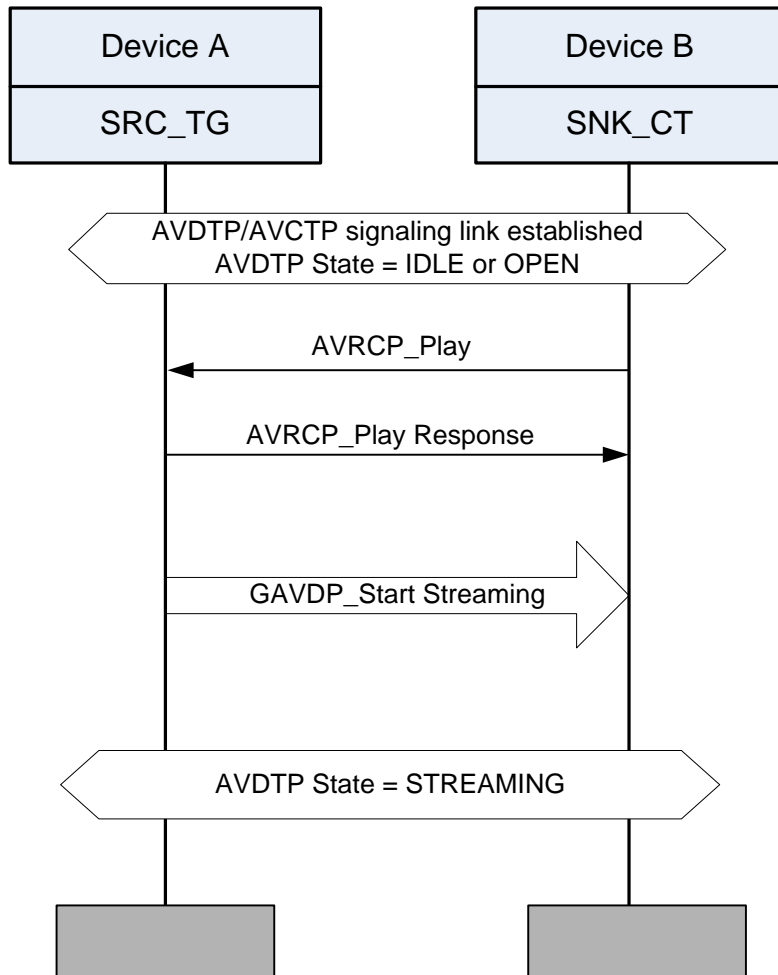 Device A
Device B
SRC_TG
SNK_CT
AVDTP/AVCTP signaling link established
AVDTP State = IDLE or OPEN
AVRCP_Play
AVRCP_Play Response
GAVDP_Start Streaming
AVDTP State = STREAMING